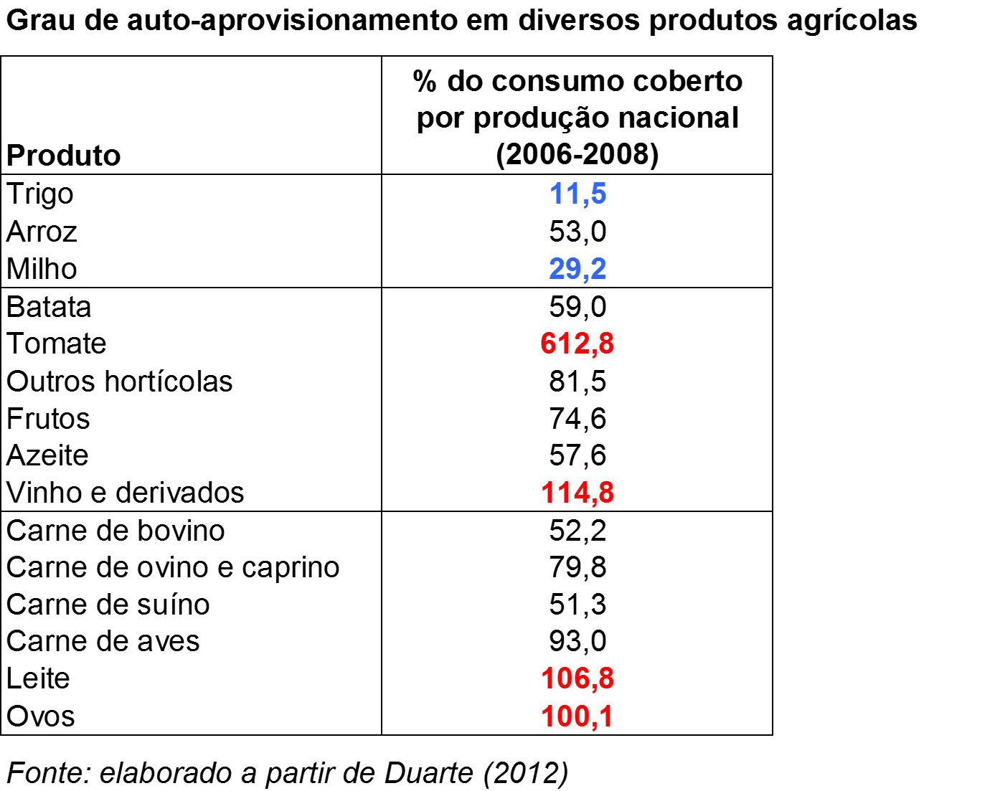 Grau de auto-aprovisionamento em diversos produtos agrícolas
Produto
% do consumo coberto
por produção nacional
(2006-2008)
Trigo 11,5
Arroz 53,0
Milho 29,2
Batata 59,0
Tomate 612,8
Outros hortícolas 81,5
Frutos 74,6
Azeite 57,6
Vinho e derivados 114,8
Carne de bovino 52,2
Carne de ovino e caprino 79,8
Carne de suíno 51,3
Carne de aves 93,0
Leite 106,8
Ovos 100,1
Fonte: elaborado a partir de Duarte (2012)